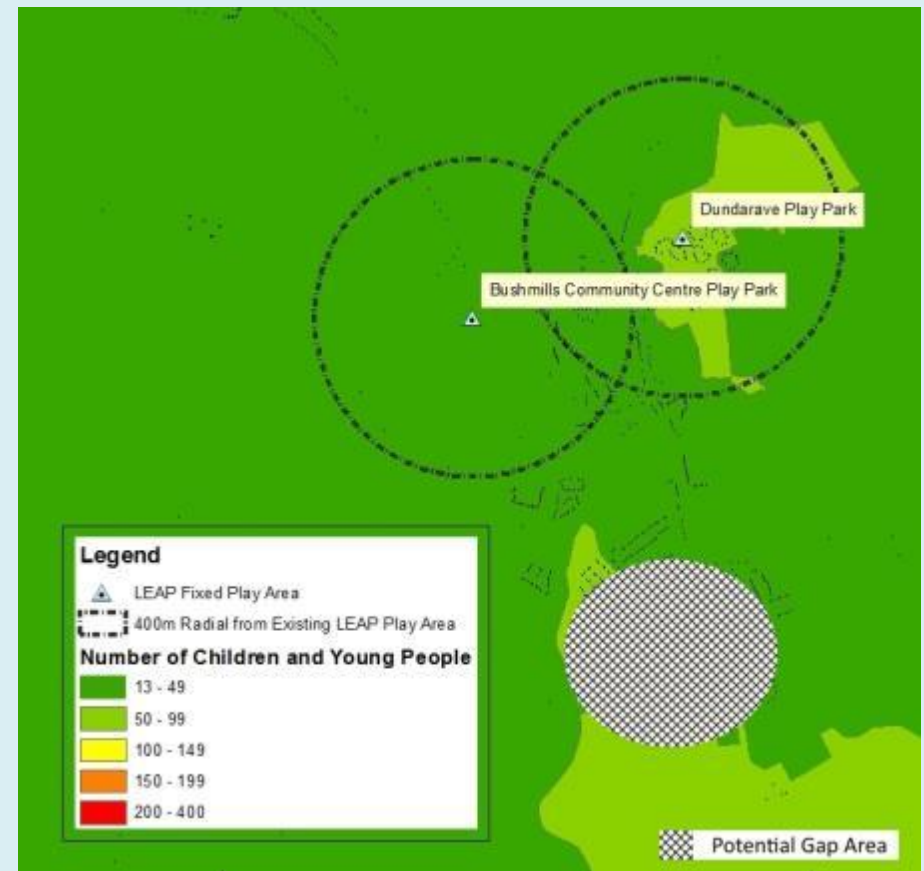 Dundarave Play Park
Bushmills Community Centre Play Park
Legend
LEAP Fixed Play Area
400m Radial from Existing LEAP Play Area
Number of Children and Young People
13 - 49
50 - 99
100 - 149
150 - 199
200 - 400
Potential Gap Area